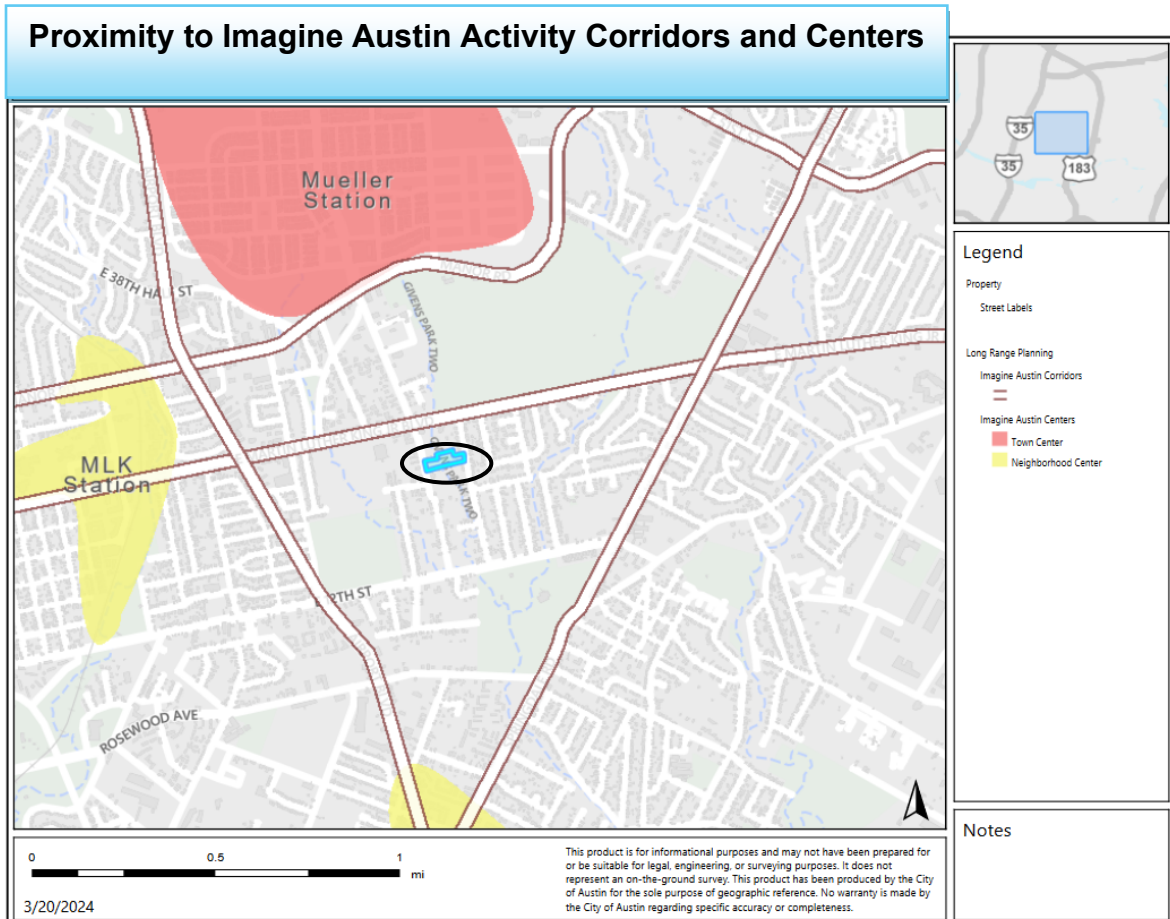 Proximity to Imagine Austin Activity Corridors and Centers
Mueller
Station
E 38TH HALF ST
MANOR RD
GIVENS PARK TWO
MLK
Station
E 12TH ST
ROSEWOOD AVE
35
35
183
Legend
Property
Street Labels
Long Range Planning
Imagine Austin Corridors
Imagine Austin Centers
Town Center
Neighborhood Center
Notes
0 0.5 1
mi
3/20/2024
This product is for informational purposes and may not have been prepared for
or be suitable for legal, engineering, or surveying purposes. It does not
represent an on-the-ground survey. This product has been produced by the City
of Austin for the sole purpose of geographic reference. No warranty is made by
the City of Austin regarding specific accuracy or completeness.